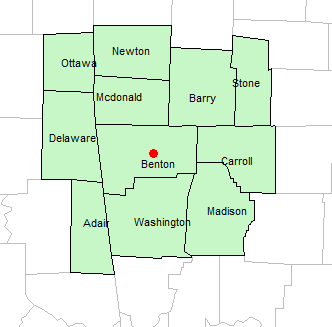 Newton
Ottawa
Stone
Mcdonald
Barry
Delaware
Benton
Carroll
Madison
Adair
Washington